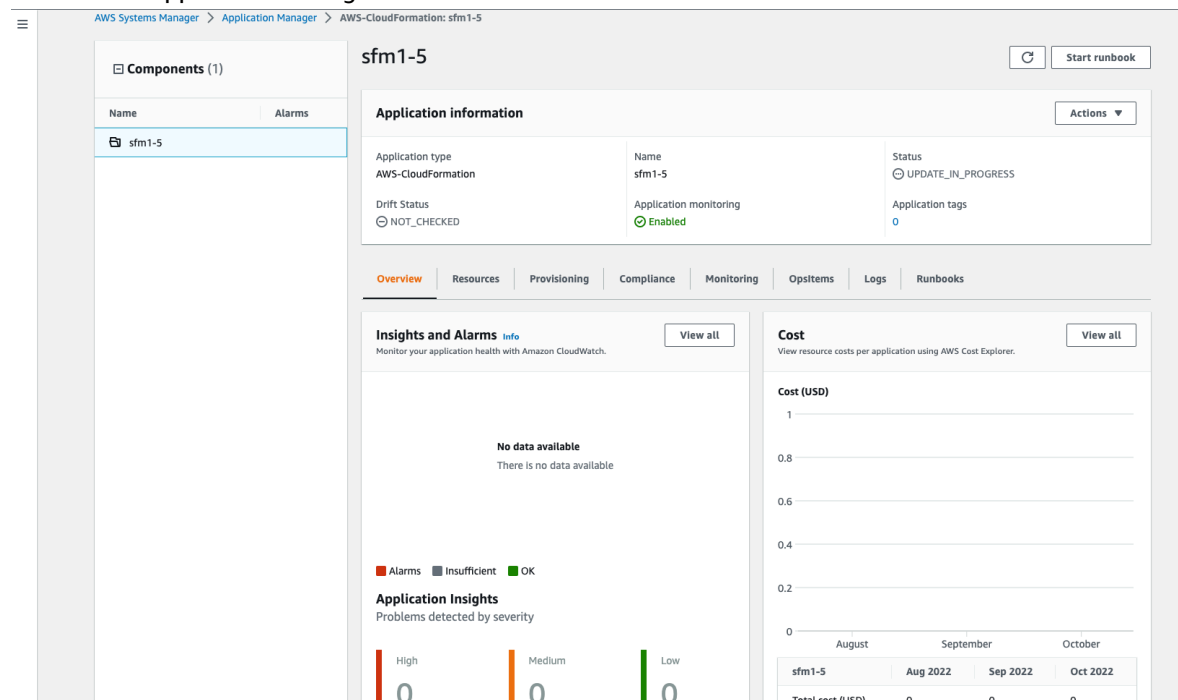 AWS Systems Manager > Application Manager > AWS-CloudFormation: sfm1-5
Components (1)
Name Alarms
sfm1-5
sfm1-5
Start runbook
Application information
Actions
Application type
AWS-CloudFormation
Name
sfm1-5
Status
UPDATE_IN_PROGRESS
Drift Status
NOT_CHECKED
Application monitoring
Enabled
Application tags
0
Overview Resources Provisioning Compliance Monitoring OpsItems Logs Runbooks
Insights and Alarms Info
View all
Monitor your application health with Amazon CloudWatch.
No data available
There is no data available
Alarms Insufficient OK
Application Insights
Problems detected by severity
High Medium Low
0 0 0
Cost
View all
View resource costs per application using AWS Cost Explorer.
Cost (USD)
1
0.8
0.6
0.4
0.2
0
August September October
sfm1-5 Aug 2022 Sep 2022 Oct 2022
Total cost (USD) 0 0 0